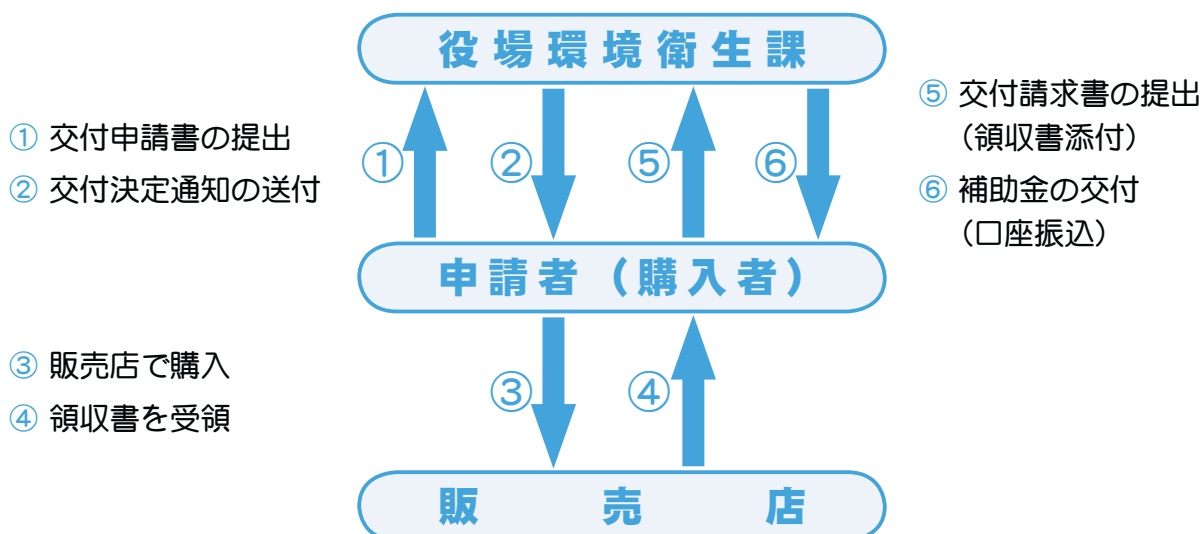 役場環境衛生課
① 交付申請書の提出
② 交付決定通知の送付
① ② ⑤ ⑥
⑤ 交付請求書の提出
（領収書添付）
⑥ 補助金の交付
（口座振込）
申請者（購入者）
③ 販売店で購入
④ 領収書を受領
③ ④
販売店